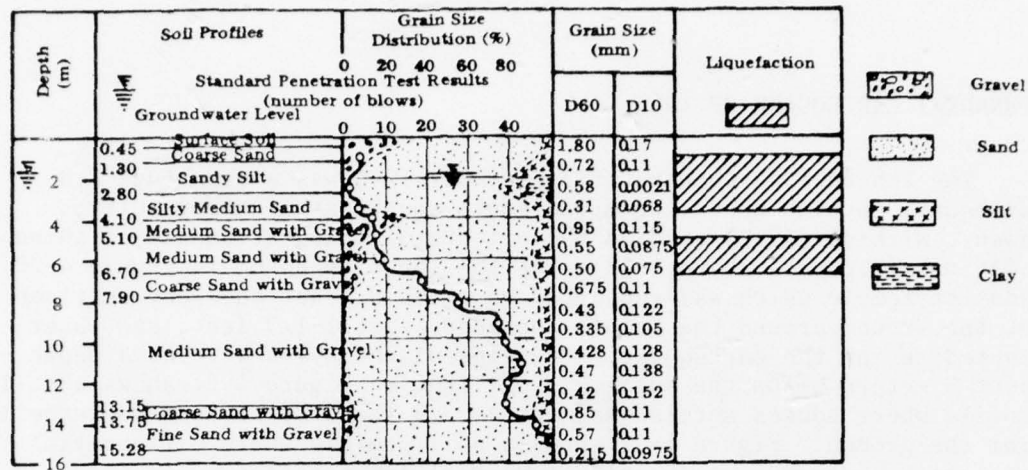 Depth (m)
Soil Profiles
Standard Penetration Test Results
(number of blows)
Groundwater Level
Grain Size
Distribution (%)
0 20 40 60 80
0 10 20 30 40
Grain Size
(mm)
D60 D10
Liquefaction
Gravel
Sand
Silt
Clay
2
4
6
8
10
12
14
16
Surface Soil
0.45
Coarse Sand
1.30
Sandy Silt
2.80
Silty Medium Sand
4.10
Medium Sand with Gravel
5.10
Medium Sand with Gravel
6.70
Coarse Sand with Gravel
7.90
Medium Sand with Gravel
13.15
Coarse Sand with Gravel
13.75
Fine Sand with Gravel
15.28
1.80 0.17
0.72 0.11
0.58 0.0021
0.31 0.068
0.95 0.115
0.55 0.0875
0.50 0.075
0.675 0.11
0.43 0.122
0.335 0.105
0.428 0.128
0.47 0.138
0.42 0.152
0.85 0.11
0.57 0.11
0.215 0.0975